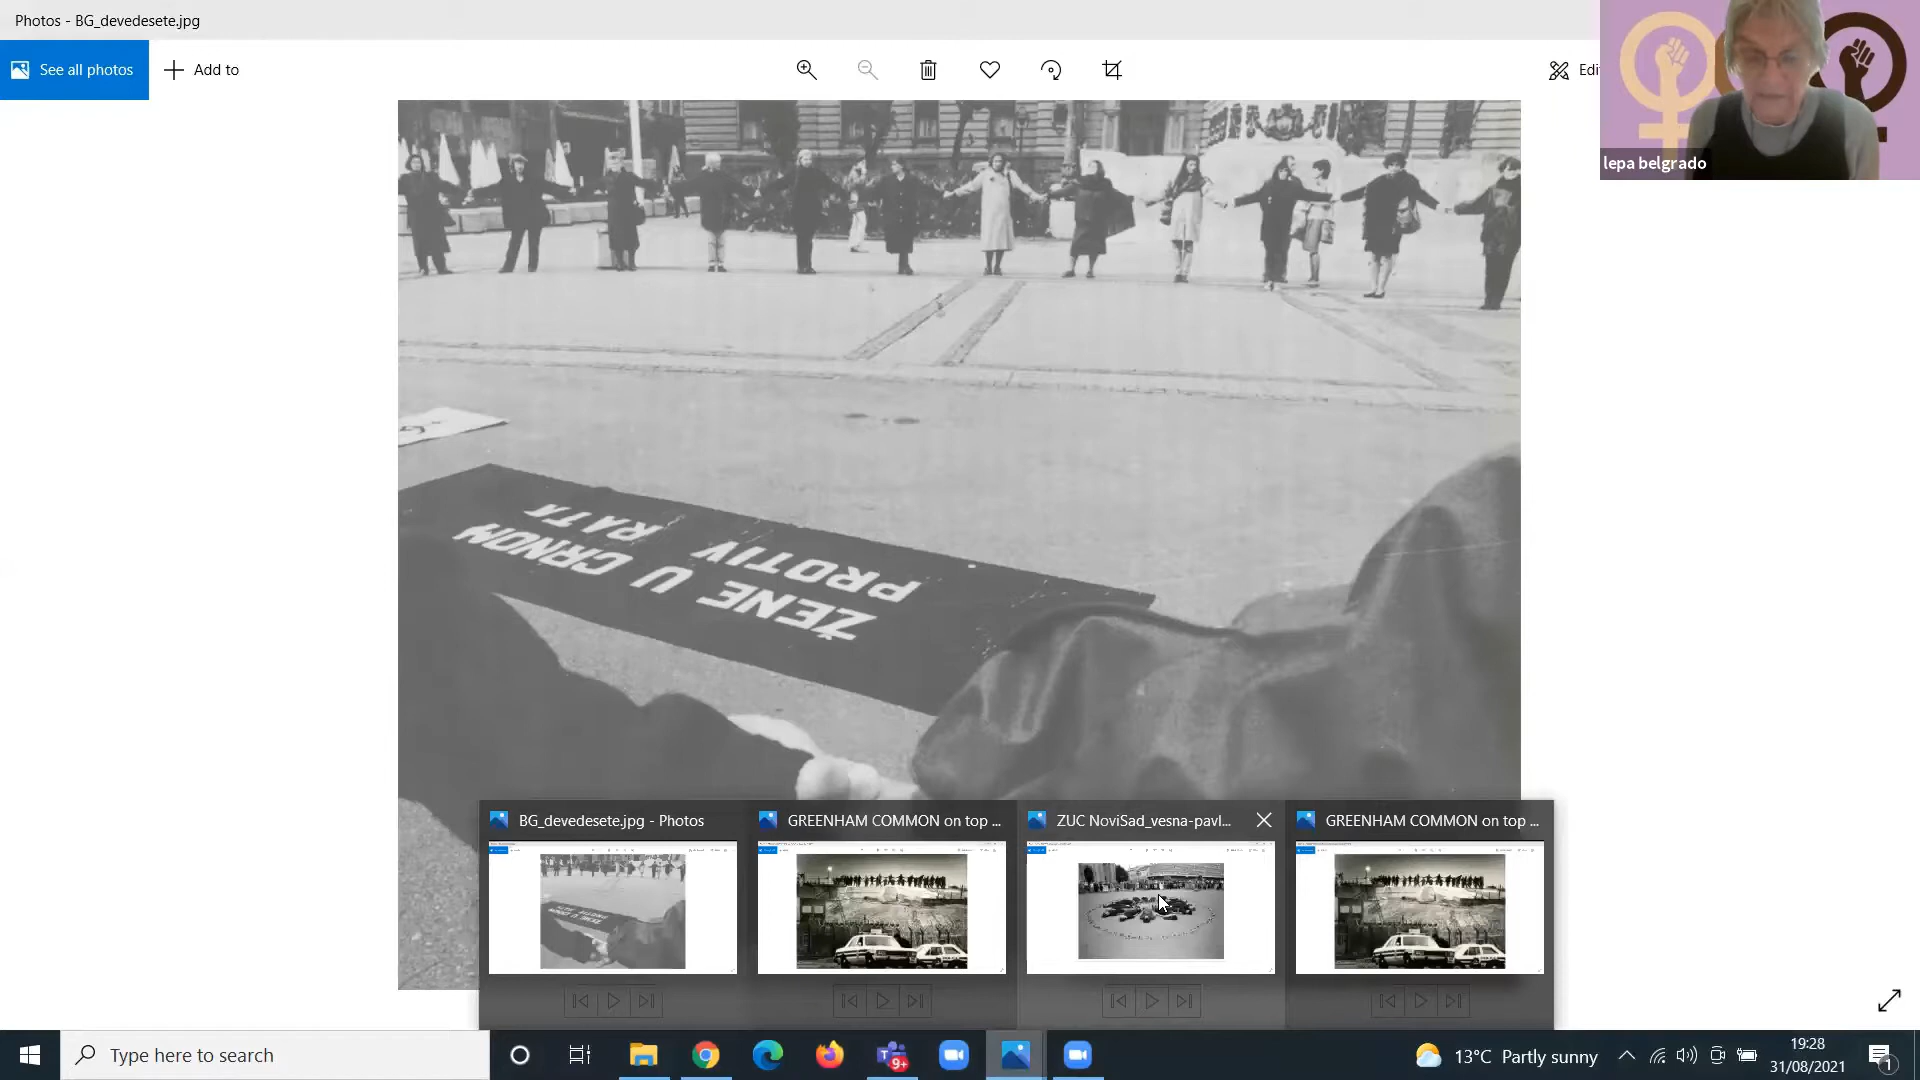 Photos - BG_devedesete.jpg
See all photos
Add to
lepa belgrado
ŽENE U CRNOM
PROTIV RATA
BG_devedesete.jpg - Photos
GREENHAM COMMON on top ...
ZUC NoviSad_vesna-pavl...
GREENHAM COMMON on top ...
Type here to search
9+
13°C Partly sunny
19:28
31/08/2021
1